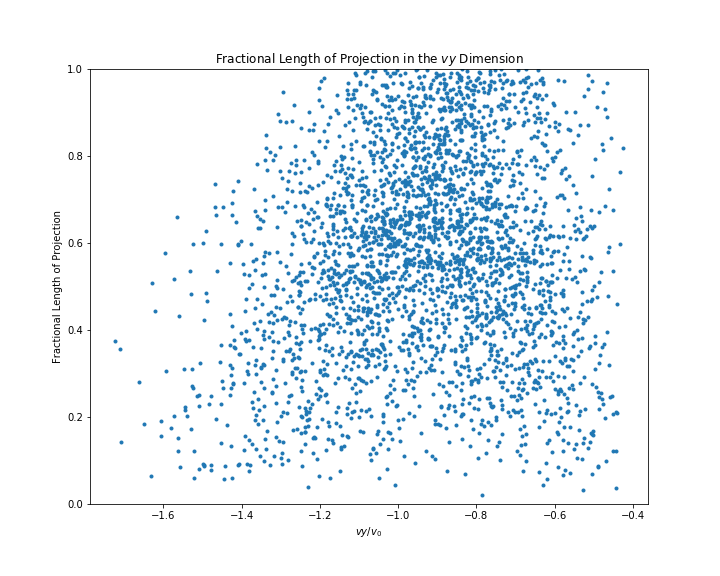 Fractional Length of Projection in the vy Dimension
1.0
0.8
0.6
0.4
0.2
0.0
Fractional Length of Projection
−1.6 −1.4 −1.2 −1.0 −0.8 −0.6 −0.4
vy/v₀